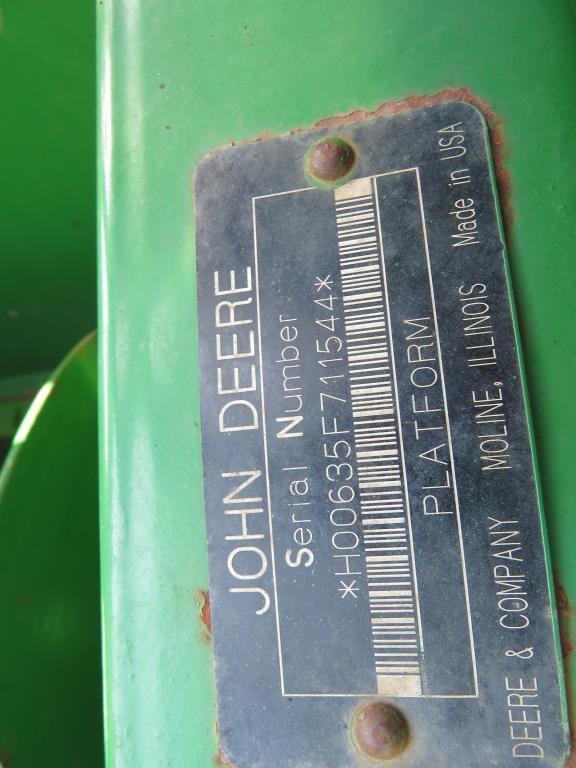 JOHN DEERE
Serial Number
*H00635F711544*
PLATFORM
DEERE & COMPANY MOLINE, ILLINOIS Made in USA